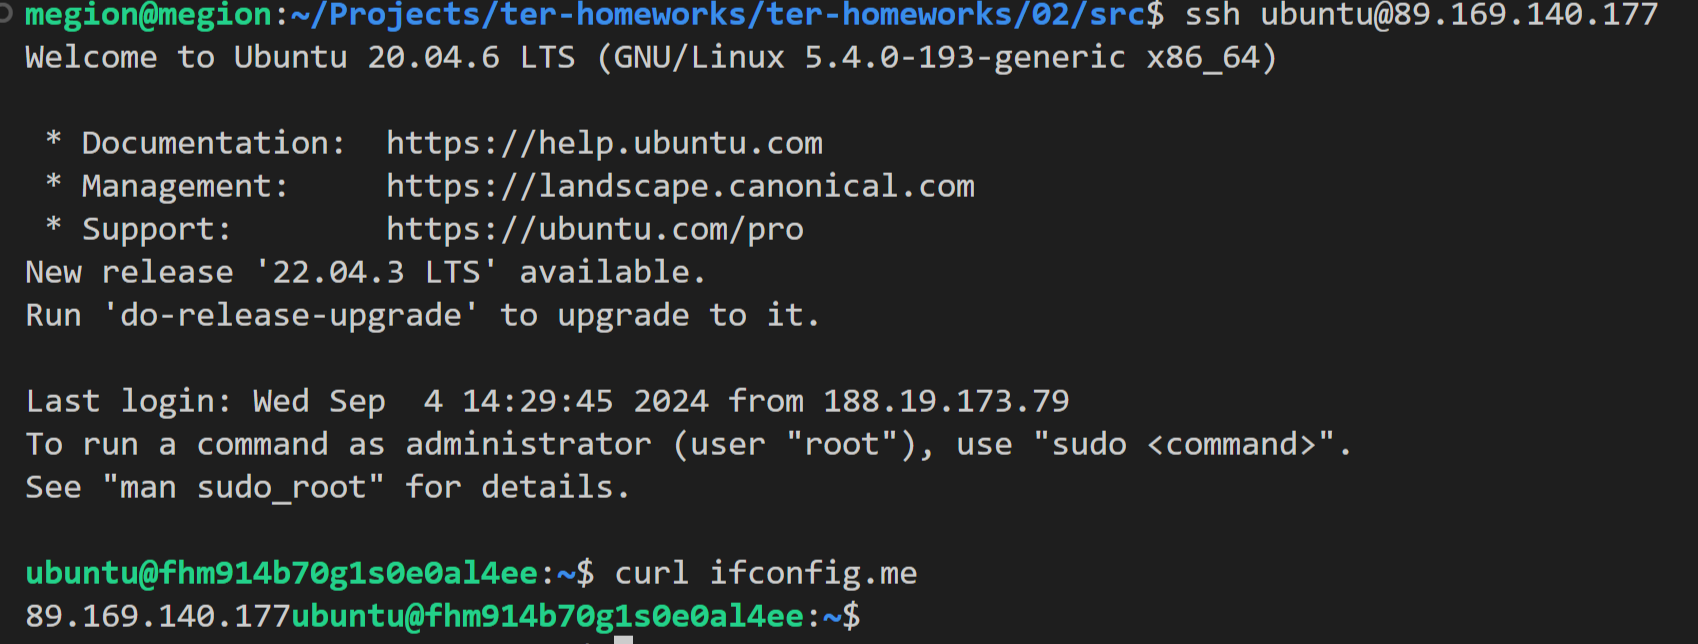 megion@megion:~/Projects/ter-homeworks/ter-homeworks/02/src$ ssh ubuntu@89.169.140.177
Welcome to Ubuntu 20.04.6 LTS (GNU/Linux 5.4.0-193-generic x86_64)
 * Documentation:  https://help.ubuntu.com
 * Management:     https://landscape.canonical.com
 * Support:        https://ubuntu.com/pro
New release '22.04.3 LTS' available.
Run 'do-release-upgrade' to upgrade to it.
Last login: Wed Sep  4 14:29:45 2024 from 188.19.173.79
To run a command as administrator (user "root"), use "sudo <command>".
See "man sudo_root" for details.
ubuntu@fhm914b70g1s0e0al4ee:~$ curl ifconfig.me
89.169.140.177ubuntu@fhm914b70g1s0e0al4ee:~$